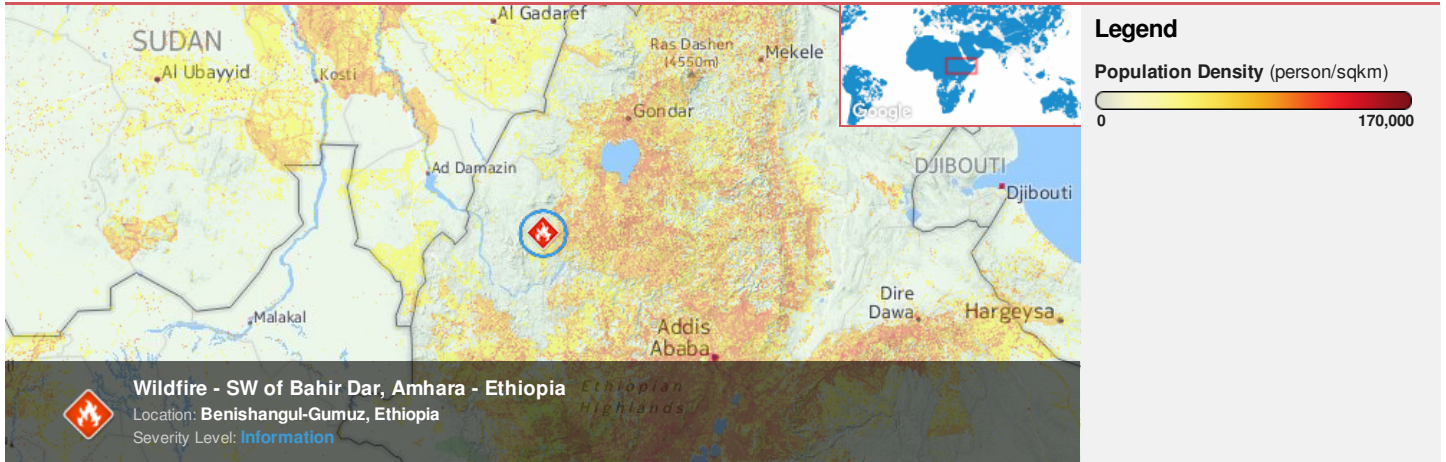 Al Gadaref
SUDAN
Ras Dashen
(4550m)
Mekele
Al Ubayyid
Kosti
Gondar
Google
Ad Damazin
DJIBOUTI
Djibouti
Malakal
Dire
Dawa
Hargeysa
Addis
Ababa
Ethiopian
Highlands
Wildfire - SW of Bahir Dar, Amhara - Ethiopia
Location: Benishangul-Gumuz, Ethiopia
Severity Level: Information
Legend
Population Density (person/sqkm)
0 170,000